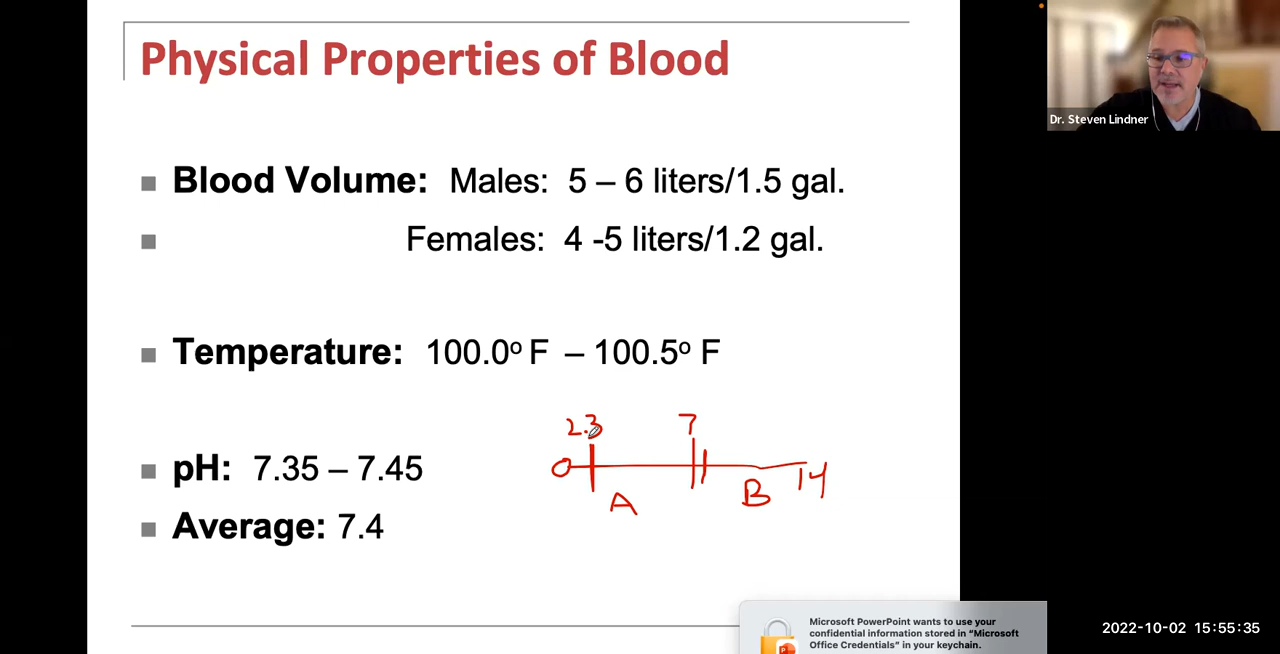 Physical Properties of Blood
Dr. Steven Lindner
■ Blood Volume: Males: 5 – 6 liters/1.5 gal.
■ Females: 4 -5 liters/1.2 gal.
■ Temperature: 100.0º F – 100.5º F
2.3 7
■ pH: 7.35 – 7.45
0 14
A B
■ Average: 7.4
Microsoft PowerPoint wants to use your
confidential information stored in “Microsoft
Office Credentials” in your keychain.
2022-10-02 15:55:35